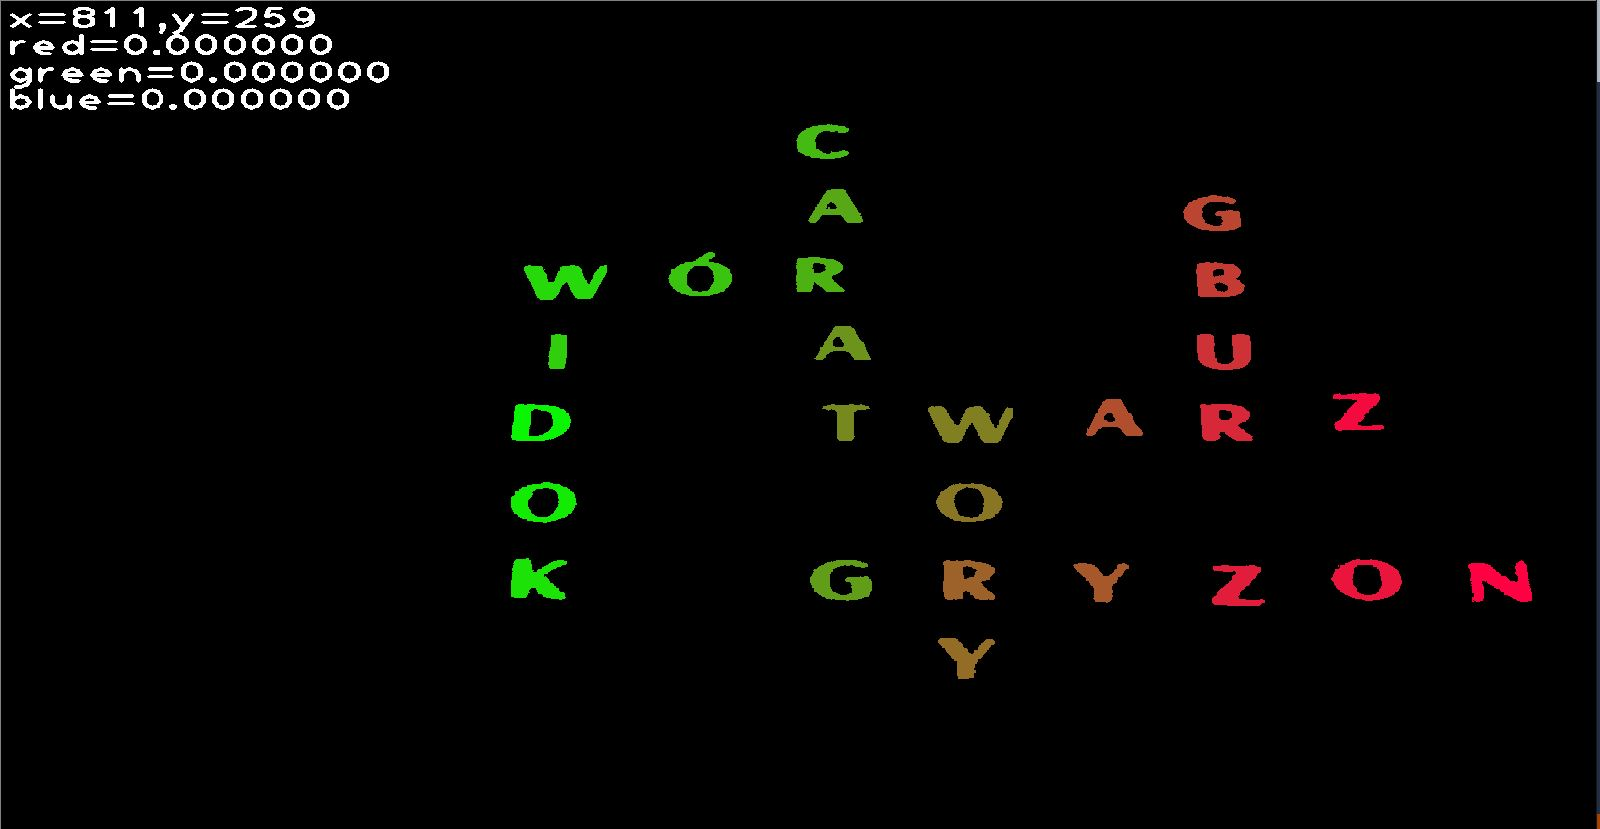 x=811,y=259
red=0.000000
green=0.000000
blue=0.000000
C
A G
W Ó R B
I A U
D T W A R Z
O O
K G R Y Z O N
Y